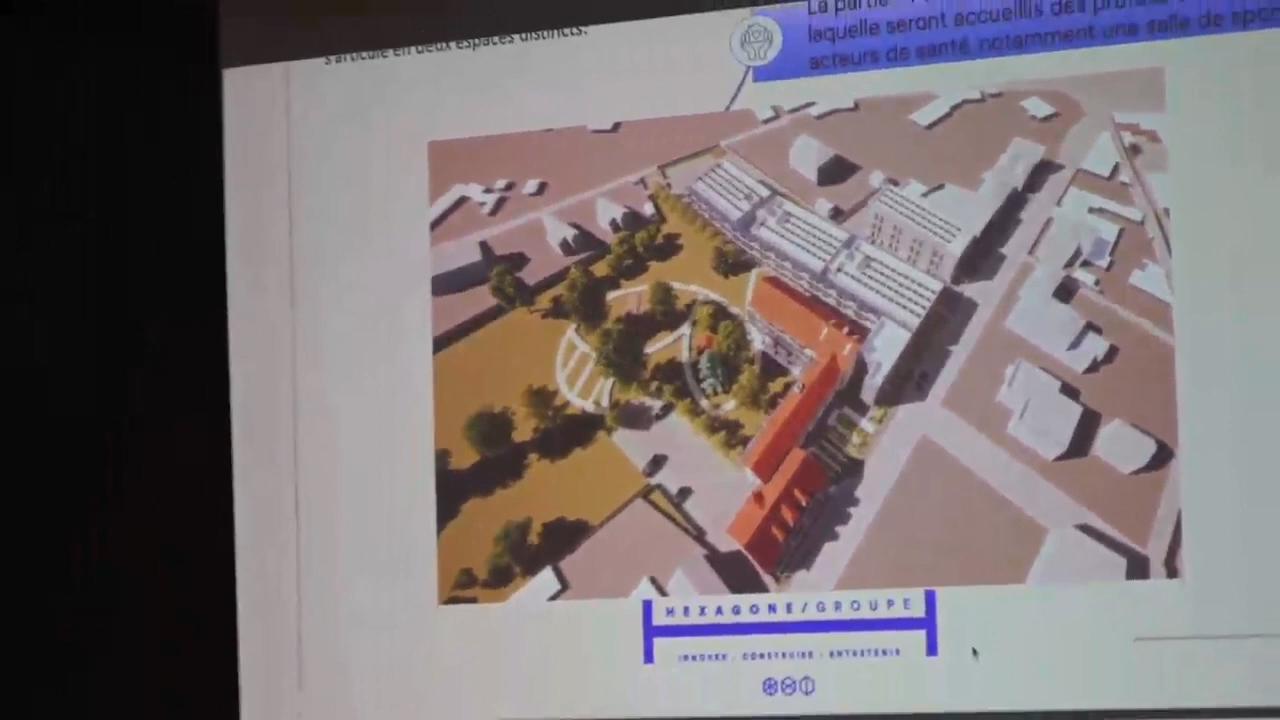 s'articule en deux espaces distincts.
La partie
laquelle seront accueillis des
acteurs de santé, notamment une salle de
HEXAGONE/GROUPE
INNOVER . CONSTRUIRE . ENTRETENIR